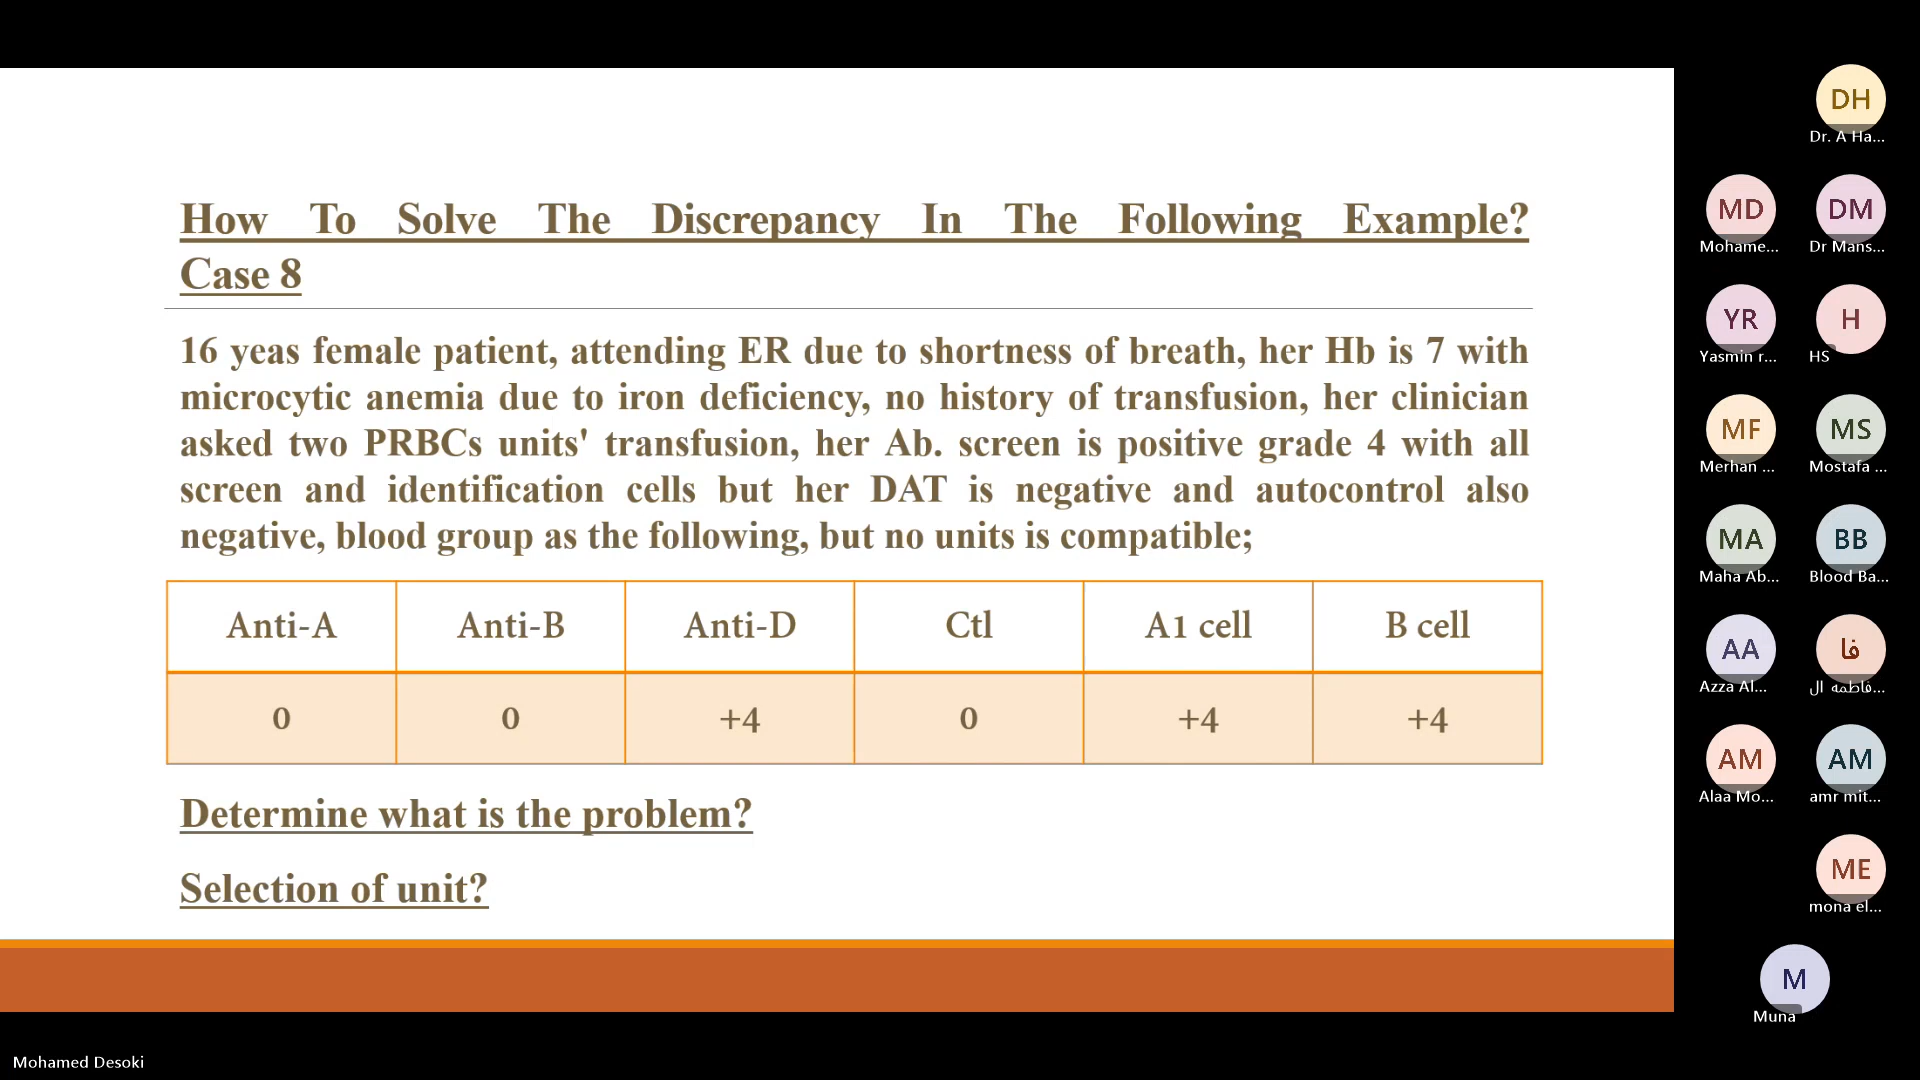 How To Solve The Discrepancy In The Following Example?
Case 8
16 yeas female patient, attending ER due to shortness of breath, her Hb is 7 with
microcytic anemia due to iron deficiency, no history of transfusion, her clinician
asked two PRBCs units' transfusion, her Ab. screen is positive grade 4 with all
screen and identification cells but her DAT is negative and autocontrol also
negative, blood group as the following, but no units is compatible;
Anti-A Anti-B Anti-D Ctl A1 cell B cell
0 0 +4 0 +4 +4
Determine what is the problem?
Selection of unit?
DH
Dr. A Ha...
MD DM
Mohame... Dr Mans...
YR H
Yasmin r... HS
MF MS
Merhan ... Mostafa ...
MA BB
Maha Ab... Blood Ba...
AA فا
Azza Al... فاطمه ال...
AM AM
Alaa Mo... amr mit...
ME
mona el...
M
Muna
Mohamed Desoki